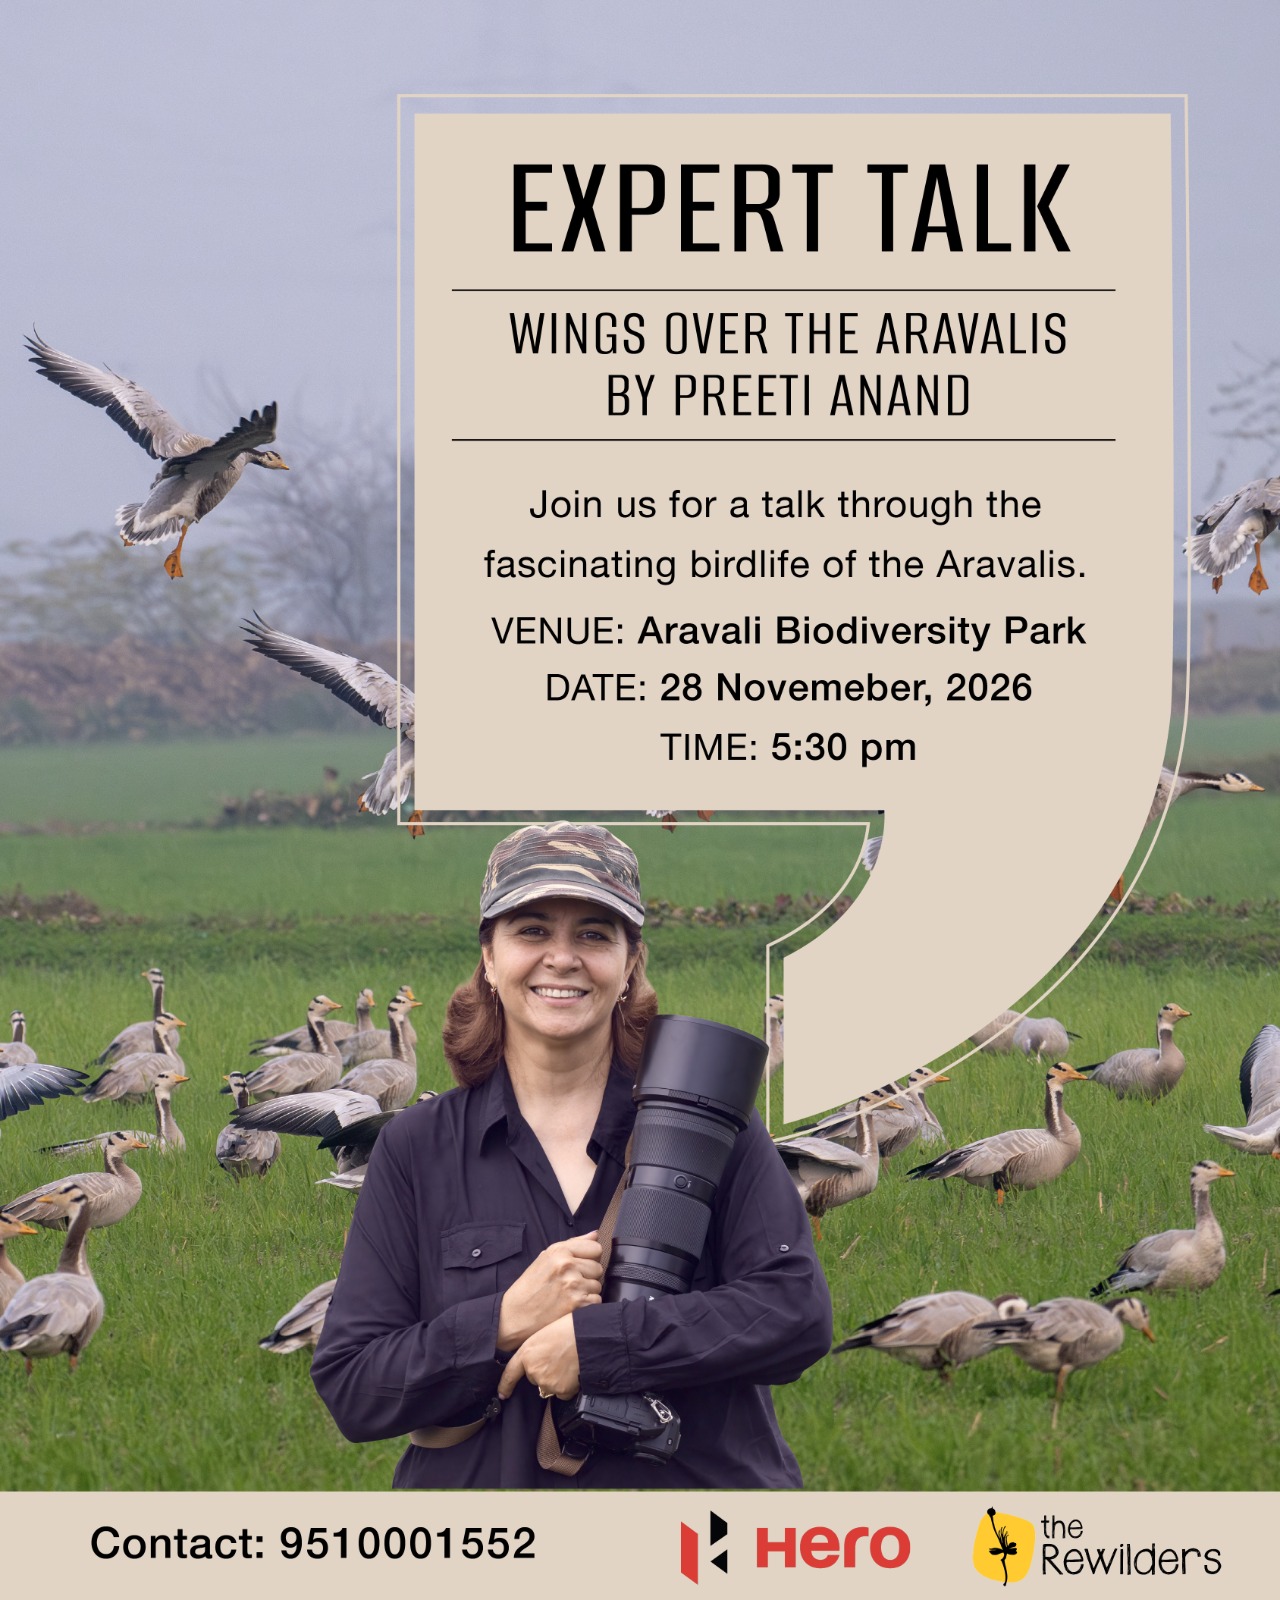 EXPERT TALK
WINGS OVER THE ARAVALIS
BY PREETI ANAND
Join us for a talk through the
fascinating birdlife of the Aravalis.
VENUE: Aravali Biodiversity Park
DATE: 28 Novemeber, 2026
TIME: 5:30 pm
Contact: 9510001552
Hero
the
Rewilders